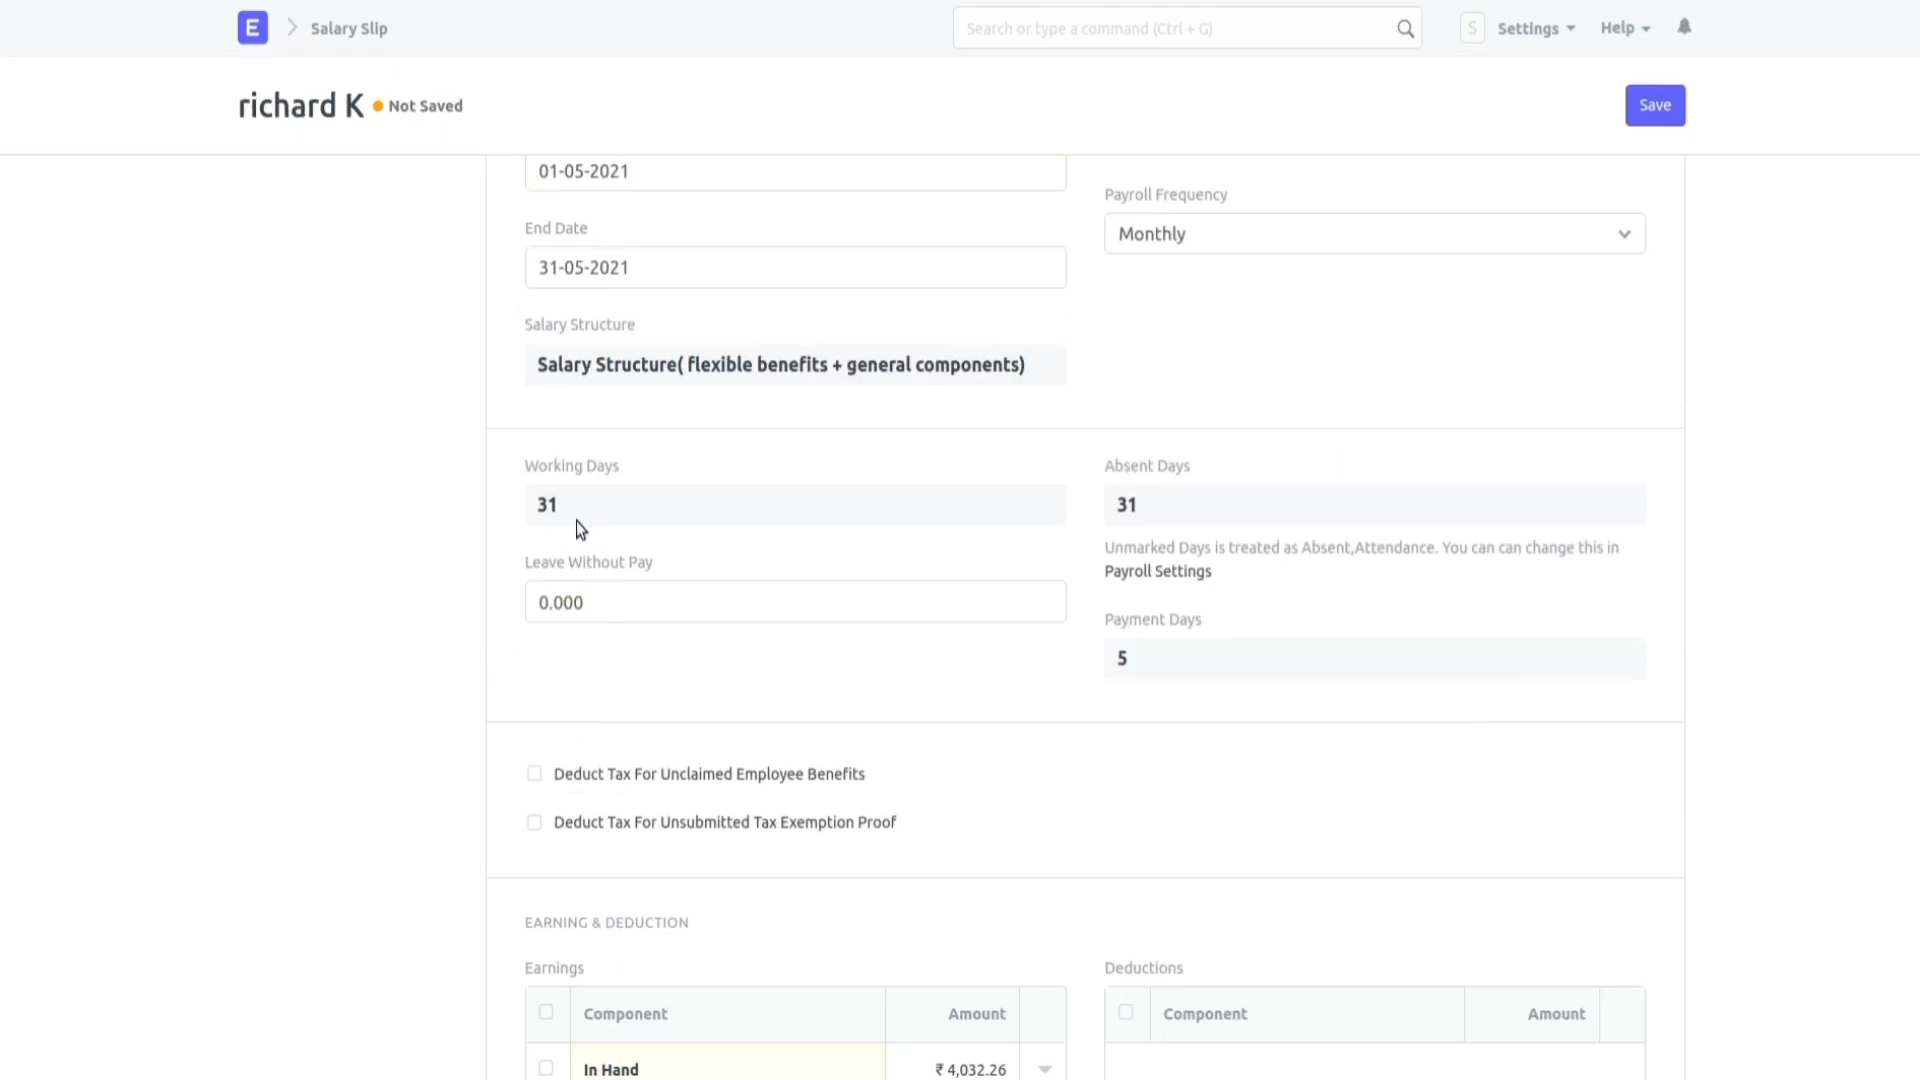 E Salary Slip Search or type a command (Ctrl + G) S Settings Help
richard K Not Saved Save
01-05-2021
Payroll Frequency
Monthly
End Date
31-05-2021
Salary Structure
Salary Structure( flexible benefits + general components)
Working Days
31
Leave Without Pay
0.000
Absent Days
31
Unmarked Days is treated as Absent,Attendance. You can can change this in
Payroll Settings
Payment Days
5
Deduct Tax For Unclaimed Employee Benefits
Deduct Tax For Unsubmitted Tax Exemption Proof
EARNING & DEDUCTION
Earnings
Component Amount
In Hand ₹ 4,032.26
Deductions
Component Amount